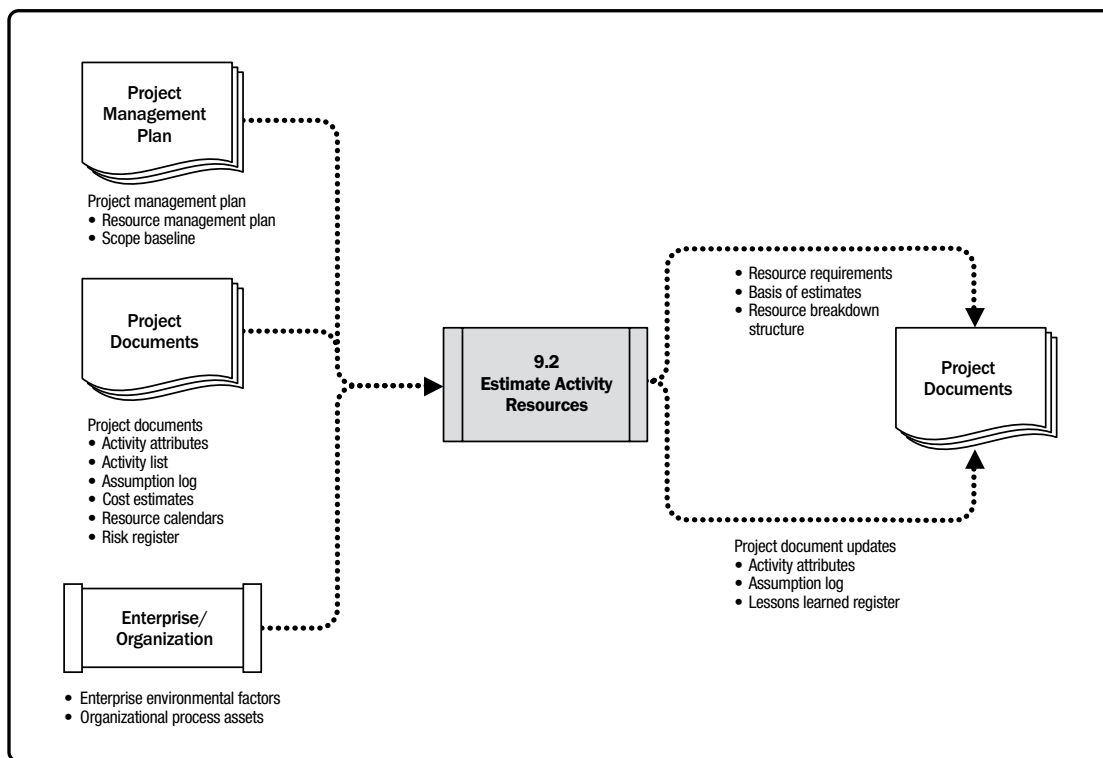 Project
Management
Plan
Project management plan
• Resource management plan
• Scope baseline
Project
Documents
Project documents
• Activity attributes
• Activity list
• Assumption log
• Cost estimates
• Resource calendars
• Risk register
Enterprise/
Organization
• Enterprise environmental factors
• Organizational process assets
9.2
Estimate Activity
Resources
• Resource requirements
• Basis of estimates
• Resource breakdown
structure
Project
Documents
Project document updates
• Activity attributes
• Assumption log
• Lessons learned register